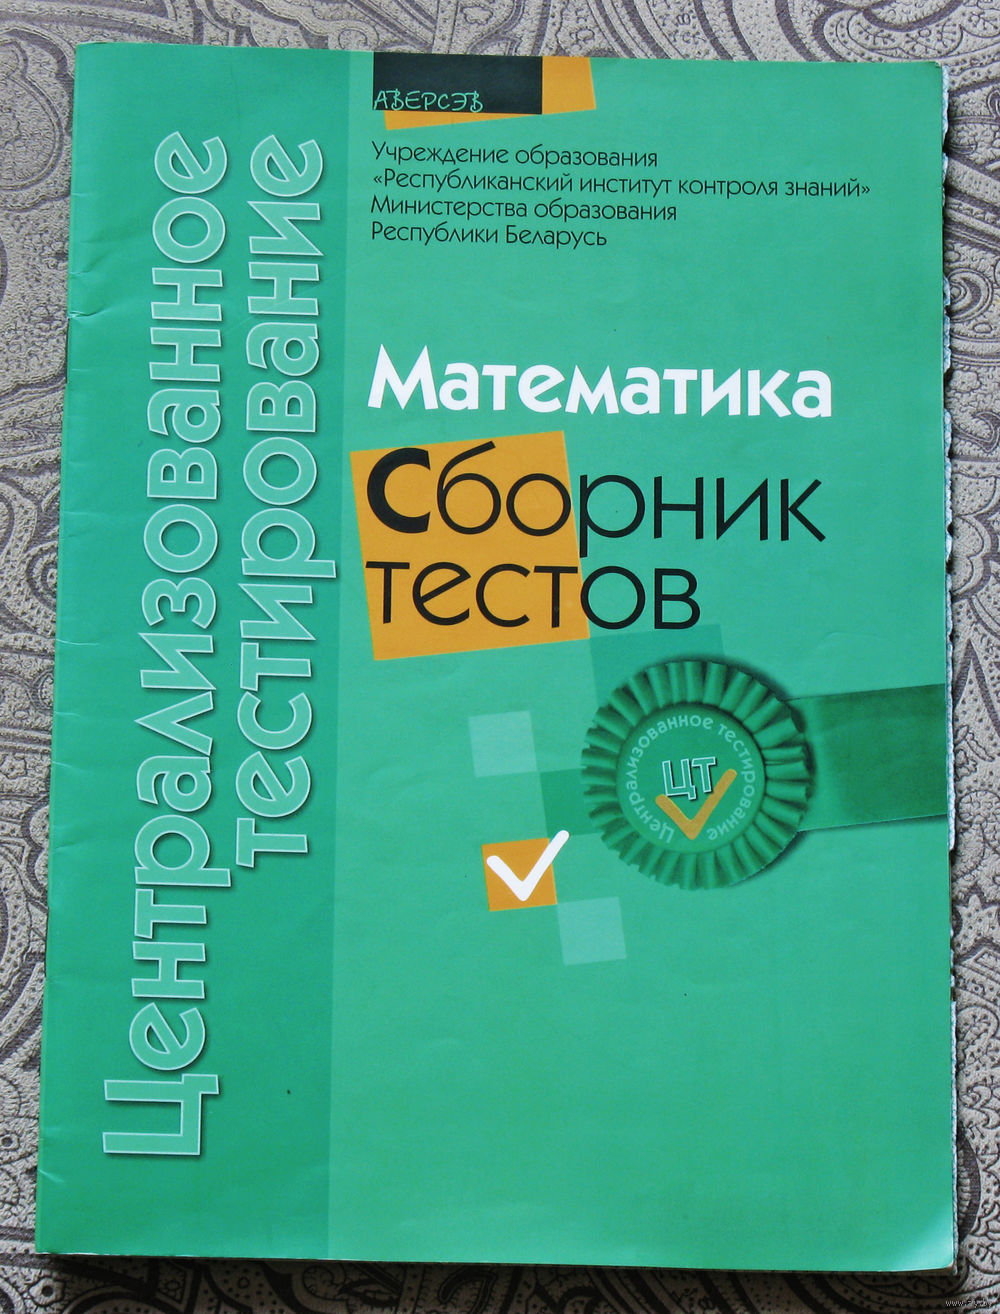 АВЕРСЭВ
Учреждение образования
«Республиканский институт контроля знаний»
Министерства образования
Республики Беларусь
Централизованное
тестирование
Математика
Сборник
тестов
Централизованное тестирование
ЦТ